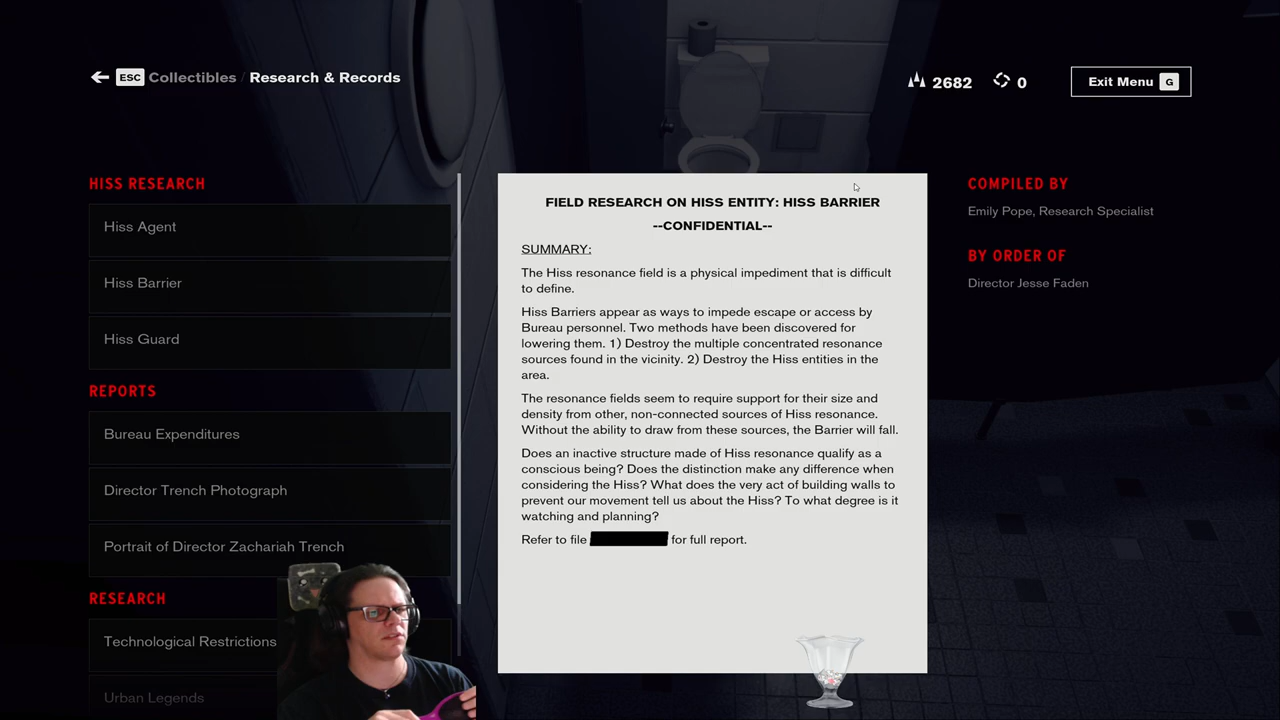 ESC Collectibles / Research & Records
2682
0
Exit Menu G
HISS RESEARCH
Hiss Agent
Hiss Barrier
Hiss Guard
REPORTS
Bureau Expenditures
Director Trench Photograph
Portrait of Director Zachariah Trench
RESEARCH
Technological Restrictions
Urban Legends
FIELD RESEARCH ON HISS ENTITY: HISS BARRIER
--CONFIDENTIAL--
SUMMARY:
The Hiss resonance field is a physical impediment that is difficult
to define.
Hiss Barriers appear as ways to impede escape or access by
Bureau personnel. Two methods have been discovered for
lowering them. 1) Destroy the multiple concentrated resonance
sources found in the vicinity. 2) Destroy the Hiss entities in the
area.
The resonance fields seem to require support for their size and
density from other, non-connected sources of Hiss resonance.
Without the ability to draw from these sources, the Barrier will fall.
Does an inactive structure made of Hiss resonance qualify as a
conscious being? Does the distinction make any difference when
considering the Hiss? What does the very act of building walls to
prevent our movement tell us about the Hiss? To what degree is it
watching and planning?
Refer to file for full report.
COMPILED BY
Emily Pope, Research Specialist
BY ORDER OF
Director Jesse Faden